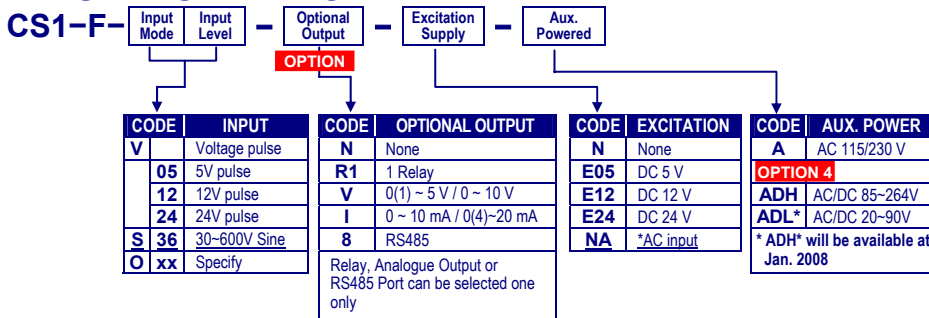 CS1-F- Input Mode Input Level - Optional Output - Excitation Supply - Aux. Powered
OPTION
CODE INPUT
V Voltage pulse
05 5V pulse
12 12V pulse
24 24V pulse
S 36 30~600V Sine
O xx Specify
CODE OPTIONAL OUTPUT
N None
R1 1 Relay
V 0(1) ~ 5 V / 0 ~ 10 V
I 0 ~ 10 mA / 0(4)~20 mA
8 RS485
Relay, Analogue Output or
RS485 Port can be selected one
only
CODE EXCITATION
N None
E05 DC 5 V
E12 DC 12 V
E24 DC 24 V
NA *AC input
CODE AUX. POWER
A AC 115/230 V
OPTION 4
ADH AC/DC 85~264V
ADL* AC/DC 20~90V
* ADH* will be available at
Jan. 2008